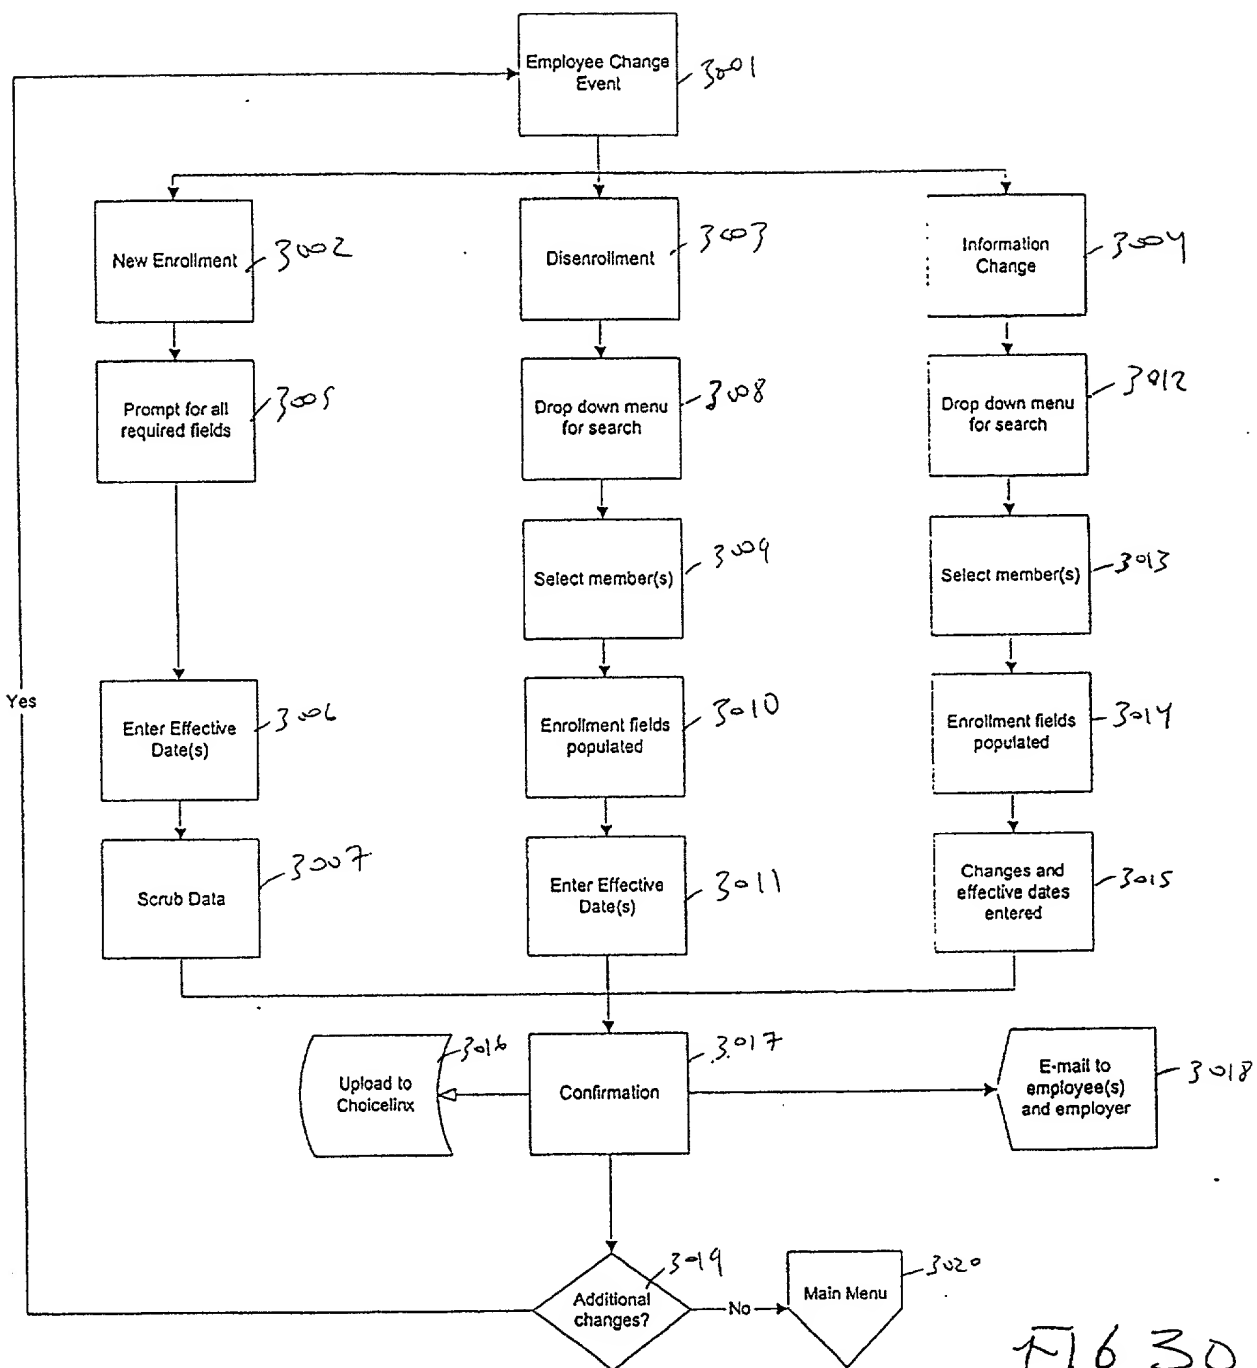 Employee Change
Event
3001
New Enrollment
3002
Disenrollment
3003
Information
Change
3004
Prompt for all
required fields
3005
Drop down menu
for search
3008
Drop down menu
for search
3012
Select member(s)
3009
Select member(s)
3013
Yes
Enter Effective
Date(s)
3006
Enrollment fields
populated
3010
Enrollment fields
populated
3014
Scrub Data
3007
Enter Effective
Date(s)
3011
Changes and
effective dates
entered
3015
Upload to
Choicelinx
3016
Confirmation
3017
E-mail to
employee(s)
and employer
3018
Additional
changes?
3019
No
Main Menu
3020
FIG 30